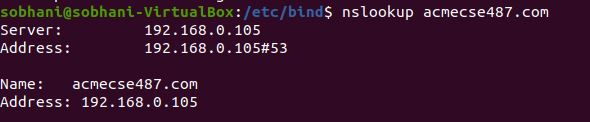 sobhani@sobhani-VirtualBox:/etc/bind$ nslookup acmecse487.com
Server:         192.168.0.105
Address:        192.168.0.105#53

Name:   acmecse487.com
Address: 192.168.0.105